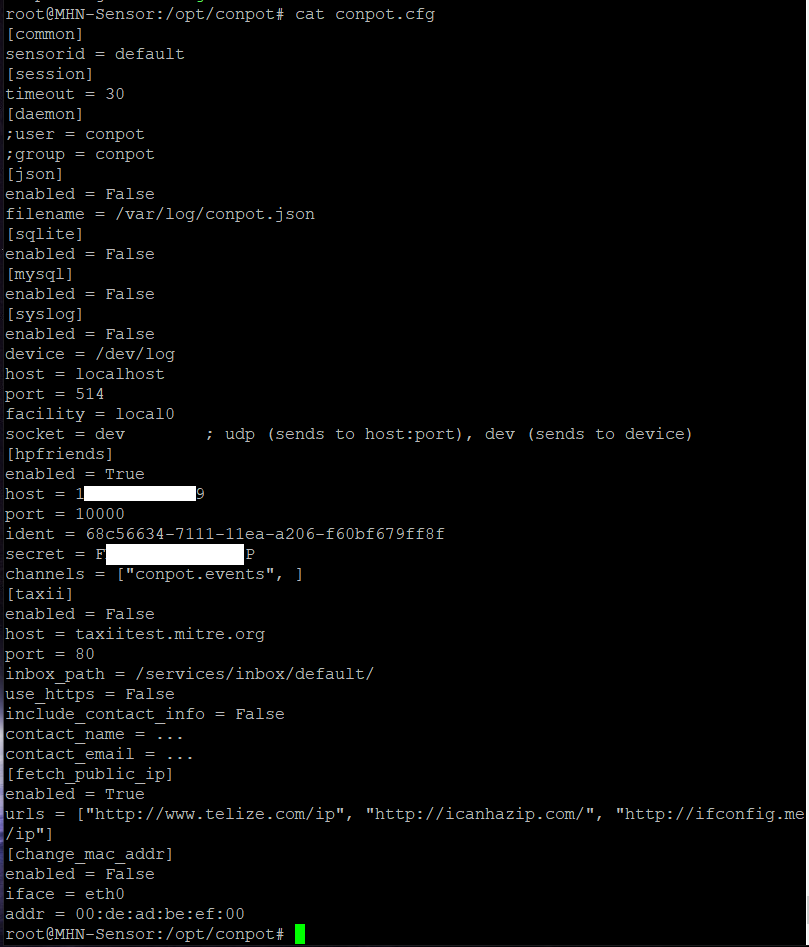 root@MHN-Sensor:/opt/conpot# cat conpot.cfg
[common]
sensorid = default
[session]
timeout = 30
[daemon]
;user = conpot
;group = conpot
[json]
enabled = False
filename = /var/log/conpot.json
[sqlite]
enabled = False
[mysql]
enabled = False
[syslog]
enabled = False
device = /dev/log
host = localhost
port = 514
facility = local0
socket = dev        ; udp (sends to host:port), dev (sends to device)
[hpfriends]
enabled = True
host = 1 9
port = 10000
ident = 68c56634-7111-11ea-a206-f60bf679ff8f
secret = F P
channels = ["conpot.events", ]
[taxii]
enabled = False
host = taxiitest.mitre.org
port = 80
inbox_path = /services/inbox/default/
use_https = False
include_contact_info = False
contact_name = ...
contact_email = ...
[fetch_public_ip]
enabled = True
urls = ["http://www.telize.com/ip", "http://icanhazip.com/", "http://ifconfig.me
/ip"]
[change_mac_addr]
enabled = False
iface = eth0
addr = 00:de:ad:be:ef:00
root@MHN-Sensor:/opt/conpot#